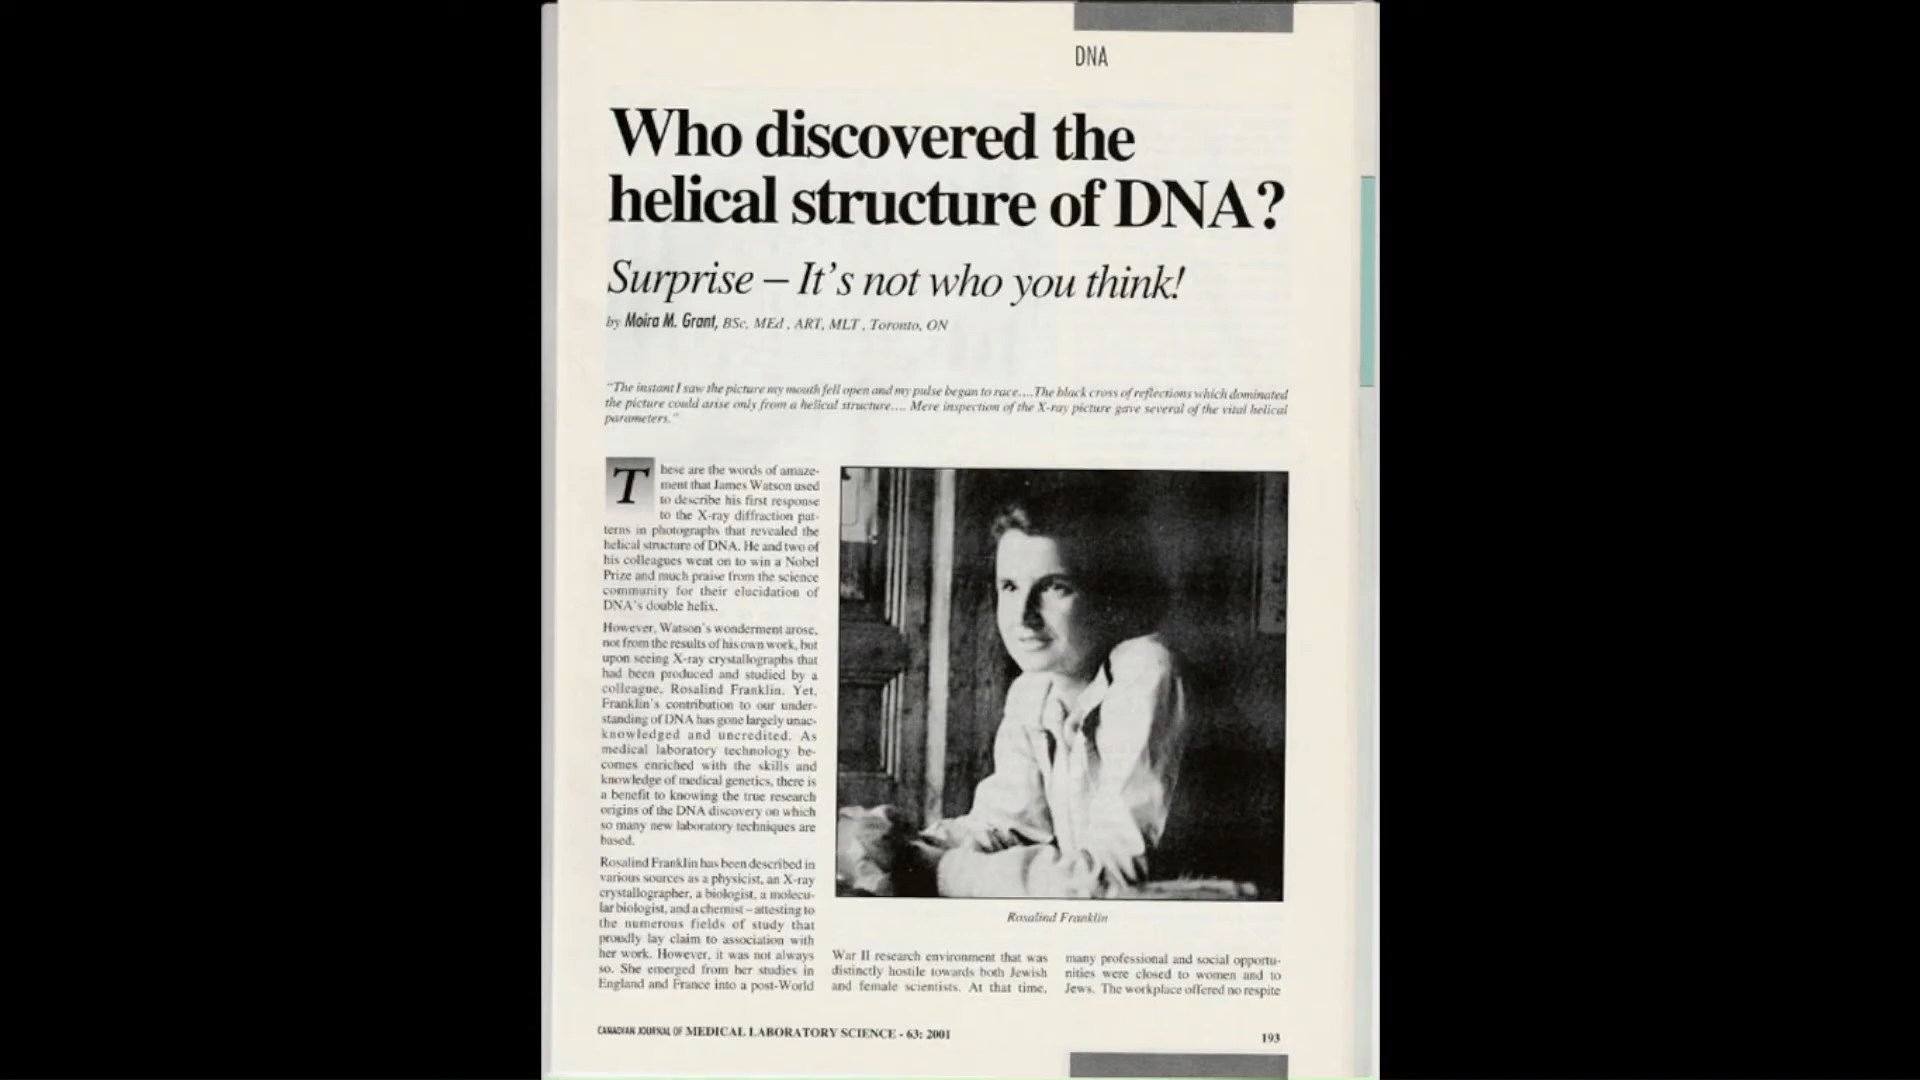 DNA
Who discovered the
helical structure of DNA?
Surprise – It's not who you think!
by Moira M. Grant, BSc, MEd, ART, MLT, Toronto, ON
"The instant I saw the picture my mouth fell open and my pulse began to race....The black cross of reflections which dominated
the picture could arise only from a helical structure.... Mere inspection of the X-ray picture gave several of the vital helical
parameters."
These are the words of amaze-
ment that James Watson used
to describe his first response
to the X-ray diffraction pat-
terns in photographs that revealed the
helical structure of DNA. He and two of
his colleagues went on to win a Nobel
Prize and much praise from the science
community for their elucidation of
DNA's double helix.
However, Watson's wonderment arose,
not from the results of his own work, but
upon seeing X-ray crystallographs that
had been produced and studied by a
colleague, Rosalind Franklin. Yet,
Franklin's contribution to our under-
standing of DNA has gone largely unac-
knowledged and uncredited. As
medical laboratory technology be-
comes enriched with the skills and
knowledge of medical genetics, there is
a benefit to knowing the true research
origins of the DNA discovery on which
so many new laboratory techniques are
based.
Rosalind Franklin has been described in
various sources as a physicist, an X-ray
crystallographer, a biologist, a molecu-
lar biologist, and a chemist – attesting to
the numerous fields of study that
proudly lay claim to association with
her work. However, it was not always
so. She emerged from her studies in
England and France into a post-World
Rosalind Franklin
War II research environment that was
distinctly hostile towards both Jewish
and female scientists. At that time,
many professional and social opportu-
nities were closed to women and to
Jews. The workplace offered no respite
CANADIAN JOURNAL OF MEDICAL LABORATORY SCIENCE - 63: 2001
193